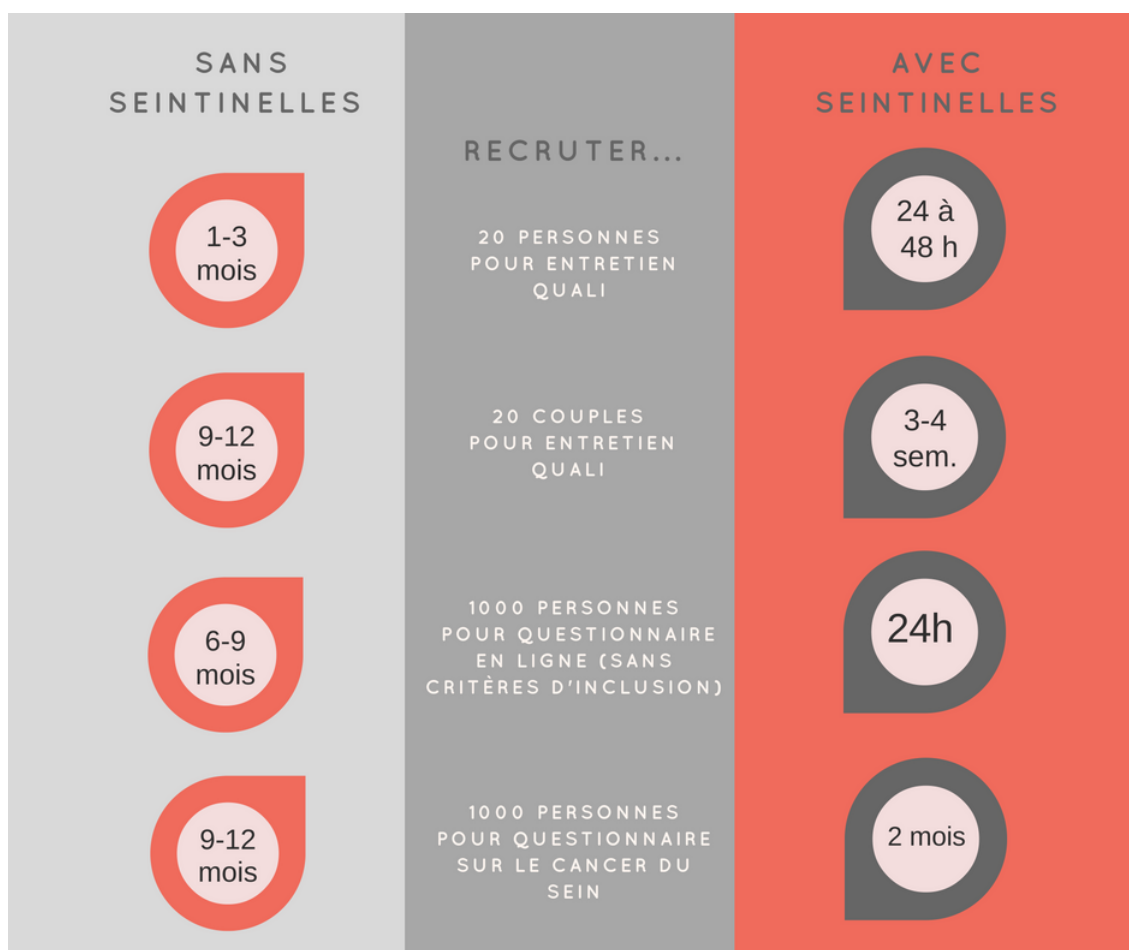 SANS
SEINTINELLES
RECRUTER...
AVEC
SEINTINELLES
1-3
mois
20 PERSONNES
POUR ENTRETIEN
QUALI
24 à
48 h
9-12
mois
20 COUPLES
POUR ENTRETIEN
QUALI
3-4
sem.
6-9
mois
1000 PERSONNES
POUR QUESTIONNAIRE
EN LIGNE (SANS
CRITÈRES D'INCLUSION)
24h
9-12
mois
1000 PERSONNES
POUR QUESTIONNAIRE
SUR LE CANCER DU
SEIN
2 mois